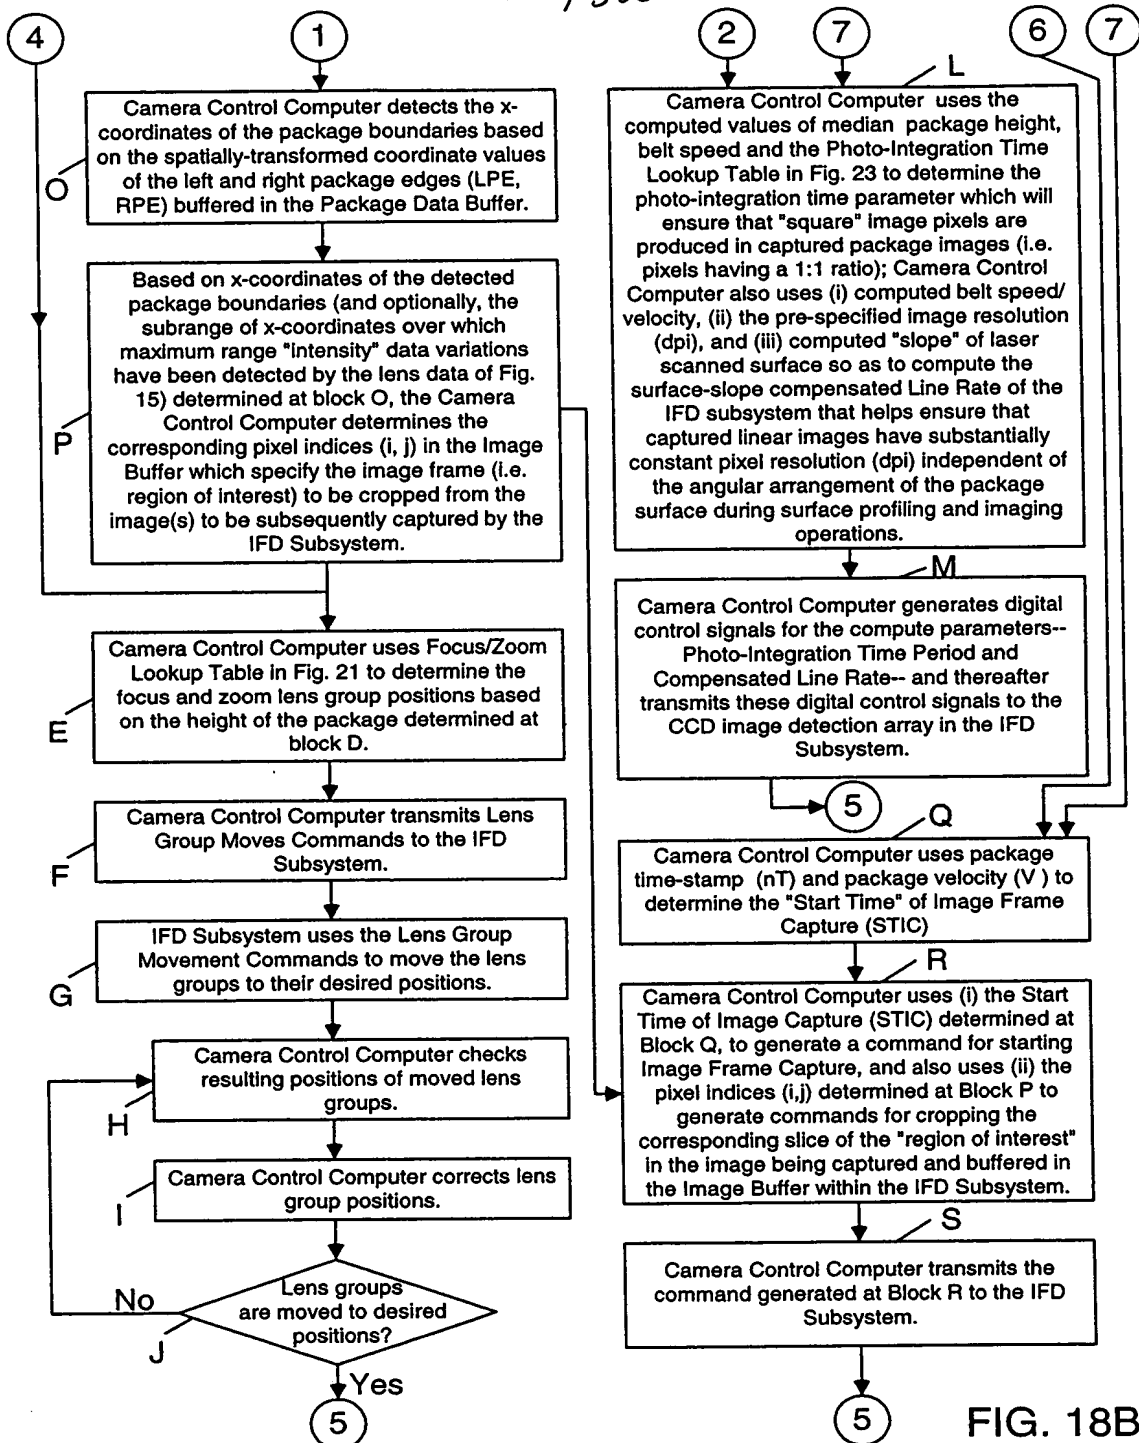 4
1
2
7
6
7
Camera Control Computer detects the x-
coordinates of the package boundaries based
on the spatially-transformed coordinate values
of the left and right package edges (LPE,
RPE) buffered in the Package Data Buffer.
O
Based on x-coordinates of the detected
package boundaries (and optionally, the
subrange of x-coordinates over which
maximum range "intensity" data variations
have been detected by the lens data of Fig.
15) determined at block O, the Camera
Control Computer determines the
corresponding pixel indices (i, j) in the Image
Buffer which specify the image frame (i.e.
region of interest) to be cropped from the
image(s) to be subsequently captured by the
IFD Subsystem.
P
Camera Control Computer uses Focus/Zoom
Lookup Table in Fig. 21 to determine the
focus and zoom lens group positions based
on the height of the package determined at
block D.
E
Camera Control Computer transmits Lens
Group Moves Commands to the IFD
Subsystem.
F
IFD Subsystem uses the Lens Group
Movement Commands to move the lens
groups to their desired positions.
G
Camera Control Computer checks
resulting positions of moved lens
groups.
H
Camera Control Computer corrects lens
group positions.
I
Lens groups
are moved to desired
positions?
No
J
Yes
5
L
Camera Control Computer uses the
computed values of median package height,
belt speed and the Photo-Integration Time
Lookup Table in Fig. 23 to determine the
photo-integration time parameter which will
ensure that "square" image pixels are
produced in captured package images (i.e.
pixels having a 1:1 ratio); Camera Control
Computer also uses (i) computed belt speed/
velocity, (ii) the pre-specified image resolution
(dpi), and (iii) computed "slope" of laser
scanned surface so as to compute the
surface-slope compensated Line Rate of the
IFD subsystem that helps ensure that
captured linear images have substantially
constant pixel resolution (dpi) independent of
the angular arrangement of the package
surface during surface profiling and imaging
operations.
M
Camera Control Computer generates digital
control signals for the compute parameters--
Photo-Integration Time Period and
Compensated Line Rate-- and thereafter
transmits these digital control signals to the
CCD image detection array in the IFD
Subsystem.
5
Q
Camera Control Computer uses package
time-stamp (nT) and package velocity (V ) to
determine the "Start Time" of Image Frame
Capture (STIC)
R
Camera Control Computer uses (i) the Start
Time of Image Capture (STIC) determined at
Block Q, to generate a command for starting
Image Frame Capture, and also uses (ii) the
pixel indices (i,j) determined at Block P to
generate commands for cropping the
corresponding slice of the "region of interest"
in the image being captured and buffered in
the Image Buffer within the IFD Subsystem.
S
Camera Control Computer transmits the
command generated at Block R to the IFD
Subsystem.
5
FIG. 18B